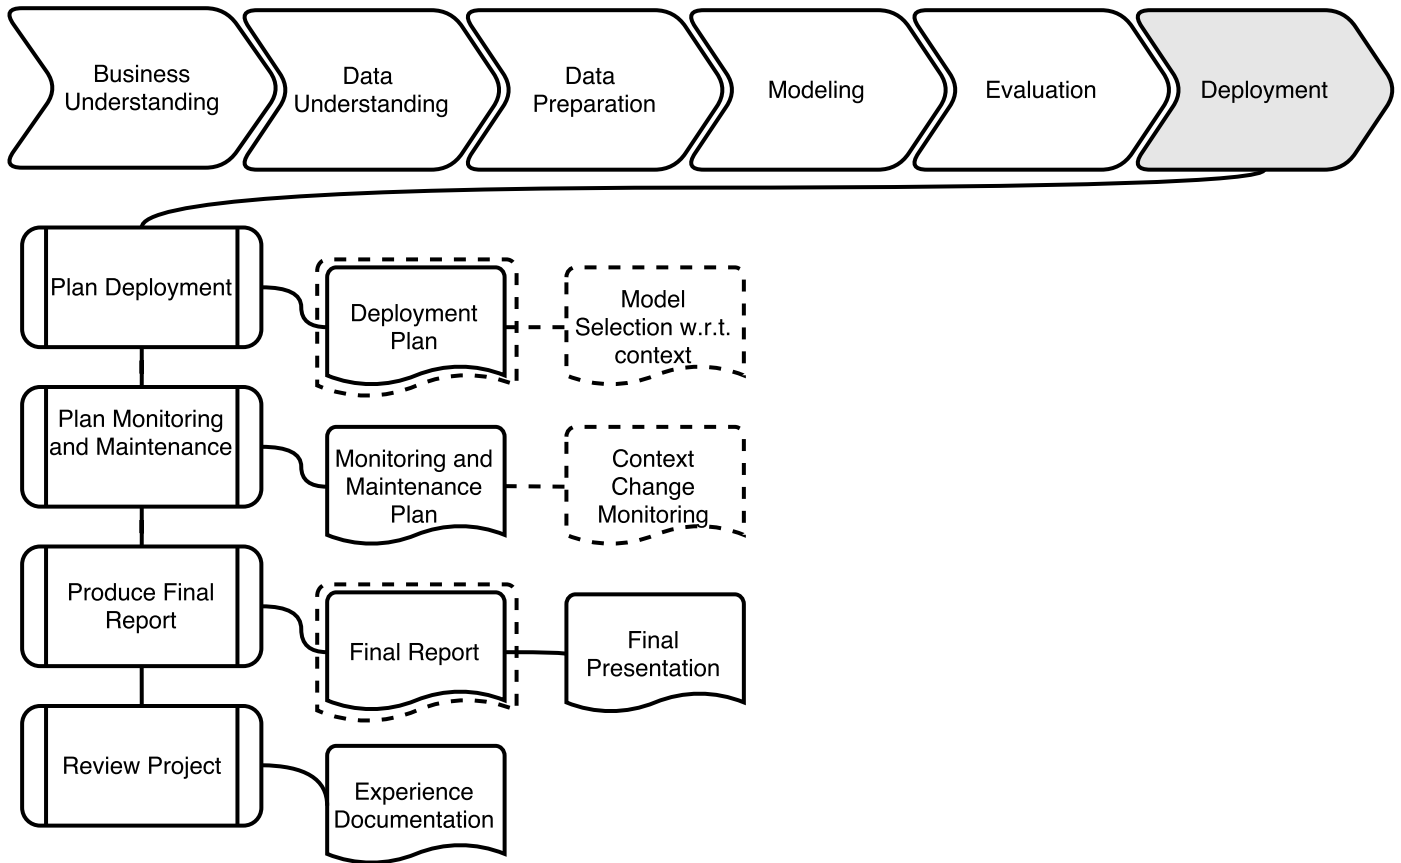 Business
Understanding
Data
Understanding
Data
Preparation
Modeling
Evaluation
Deployment
Plan Deployment
Deployment
Plan
Model
Selection w.r.t.
context
Plan Monitoring
and Maintenance
Monitoring and
Maintenance
Plan
Context
Change
Monitoring
Produce Final
Report
Final Report
Final
Presentation
Review Project
Experience
Documentation